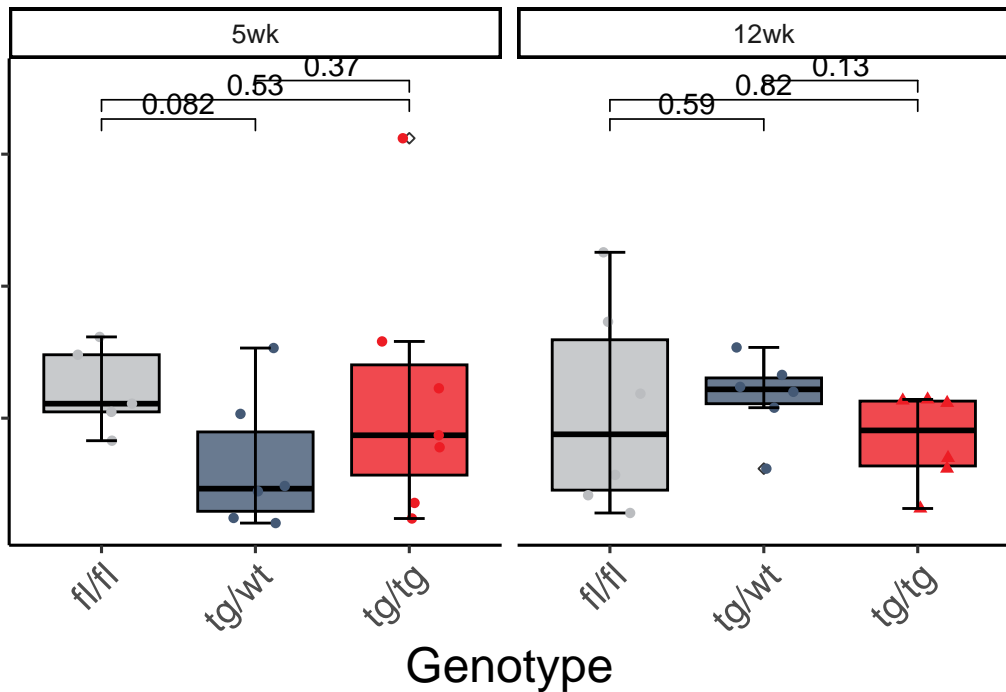 5wk 12wk
0.37 0.13
0.53 0.82
0.082 0.59
fl/fl tg/wt tg/tg fl/fl tg/wt tg/tg
Genotype